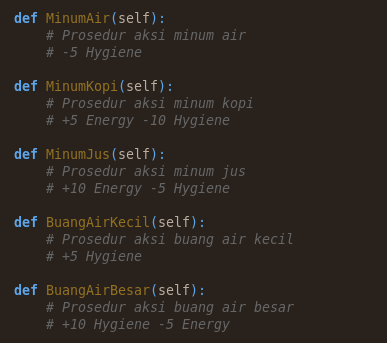 def MinumAir(self):
    # Prosedur aksi minum air
    # -5 Hygiene
def MinumKopi(self):
    # Prosedur aksi minum kopi
    # +5 Energy -10 Hygiene
def MinumJus(self):
    # Prosedur aksi minum jus
    # +10 Energy -5 Hygiene
def BuangAirKecil(self):
    # Prosedur aksi buang air kecil
    # +5 Hygiene
def BuangAirBesar(self):
    # Prosedur aksi buang air besar
    # +10 Hygiene -5 Energy